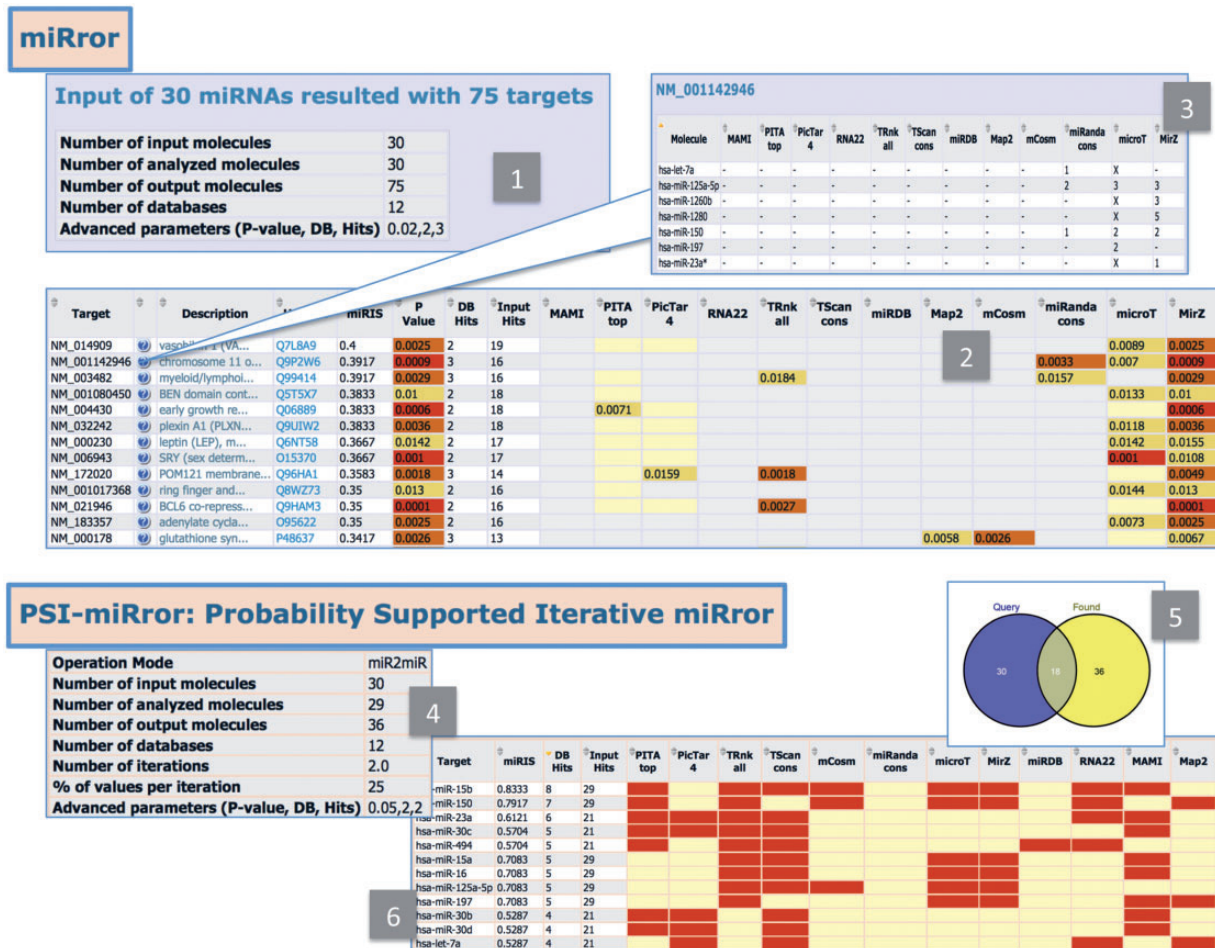 miRror
Input of 30 miRNAs resulted with 75 targets
Number of input molecules 30
Number of analyzed molecules 30
Number of output molecules 75
Number of databases 12
Advanced parameters (P-value, DB, Hits) 0.02,2,3
1
NM_001142946
3
Molecule MAMI PITA top PicTar 4 RNA22 TRnk all TScan cons miRDB Map2 mCosm miRanda cons microT MirZ
hsa-let-7a - - - - - - - - - 1 X -
hsa-miR-125a-5p - - - - - - - - - 2 3 3
hsa-miR-1260b - - - - - - - - - - X 3
hsa-miR-1280 - - - - - - - - - - X 5
hsa-miR-150 - - - - - - - - - 1 2 2
hsa-miR-197 - - - - - - - - - - 2 -
hsa-miR-23a* - - - - - - - - - - X 1
Target Description miRIS P Value DB Hits Input Hits MAMI PITA top PicTar 4 RNA22 TRnk all TScan cons miRDB Map2 mCosm miRanda cons microT MirZ
2
NM_014909 vasohibin 1 (VA... Q7L8A9 0.4 0.0025 2 19 0.0089 0.0025
NM_001142946 chromosome 11 o... Q9P2W6 0.3917 0.0009 3 16 0.0033 0.007 0.0009
NM_003482 myeloid/lymphoi... Q99414 0.3917 0.0029 3 16 0.0184 0.0157 0.0029
NM_001080450 BEN domain cont... Q5T5X7 0.3833 0.01 2 18 0.0133 0.01
NM_004430 early growth re... Q06889 0.3833 0.0006 2 18 0.0071 0.0006
NM_032242 plexin A1 (PLXN... Q9UIW2 0.3833 0.0036 2 18 0.0118 0.0036
NM_000230 leptin (LEP), m... Q6NT58 0.3667 0.0142 2 17 0.0142 0.0155
NM_006943 SRY (sex determ... O15370 0.3667 0.001 2 17 0.001 0.0108
NM_172020 POM121 membrane... Q96HA1 0.3583 0.0018 3 14 0.0159 0.0018 0.0049
NM_001017368 ring finger and... Q8WZ73 0.35 0.013 2 16 0.0144 0.013
NM_021946 BCL6 co-repress... Q9HAM3 0.35 0.0001 2 16 0.0027 0.0001
NM_183357 adenylate cycla... O95622 0.35 0.0025 2 16 0.0073 0.0025
NM_000178 glutathione syn... P48637 0.3417 0.0026 3 13 0.0058 0.0026 0.0067
PSI-miRror: Probability Supported Iterative miRror
Query Found
30 18 36
5
Operation Mode miR2miR
Number of input molecules 30
Number of analyzed molecules 29
Number of output molecules 36
Number of databases 12
Number of iterations 2.0
% of values per iteration 25
Advanced parameters (P-value, DB, Hits) 0.05,2,2
4
Target miRIS DB Hits Input Hits PITA top PicTar 4 TRnk all TScan cons mCosm miRanda cons microT MirZ miRDB RNA22 MAMI Map2
-miR-15b 0.8333 8 29
-miR-150 0.7917 7 29
hsa-miR-23a 0.6121 6 21
hsa-miR-30c 0.5704 5 21
hsa-miR-494 0.5704 5 21
hsa-miR-15a 0.7083 5 29
hsa-miR-16 0.7083 5 29
hsa-miR-125a-5p 0.7083 5 29
hsa-miR-197 0.7083 5 29
hsa-miR-30b 0.5287 4 21
hsa-miR-30d 0.5287 4 21
hsa-let-7a 0.5287 4 21
6